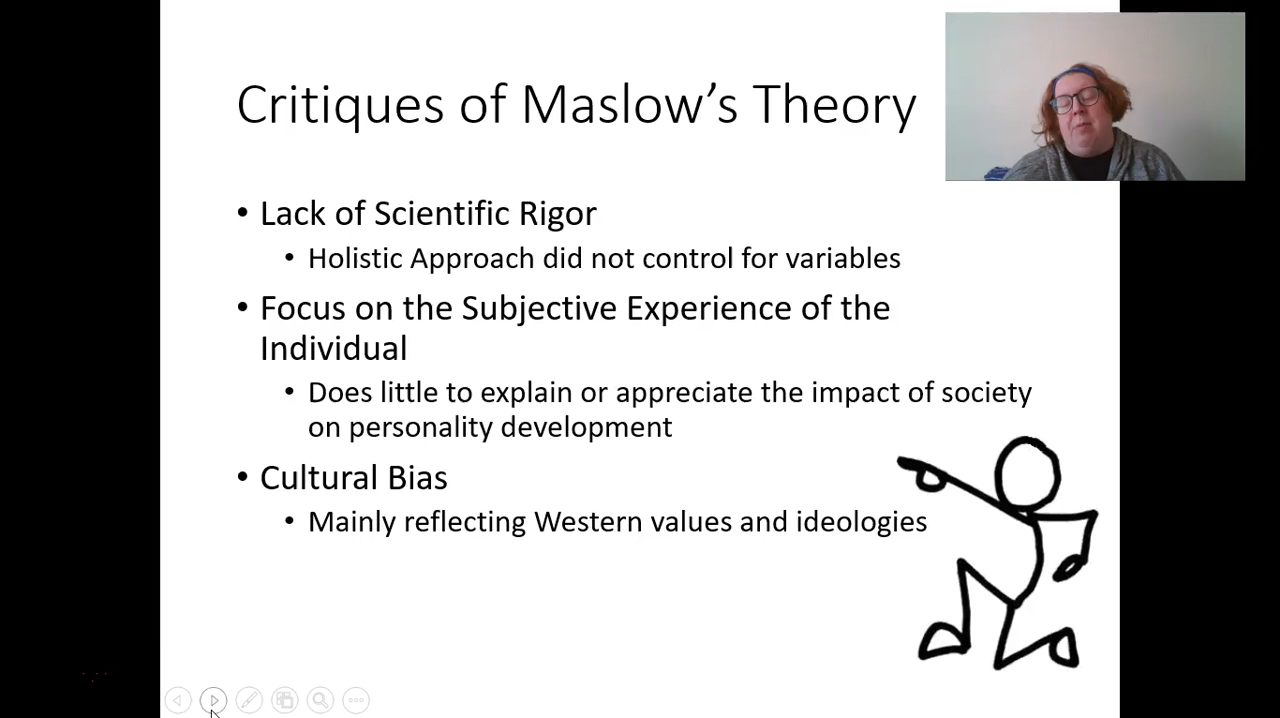 Critiques of Maslow’s Theory
• Lack of Scientific Rigor
• Holistic Approach did not control for variables
• Focus on the Subjective Experience of the
Individual
• Does little to explain or appreciate the impact of society
on personality development
• Cultural Bias
• Mainly reflecting Western values and ideologies